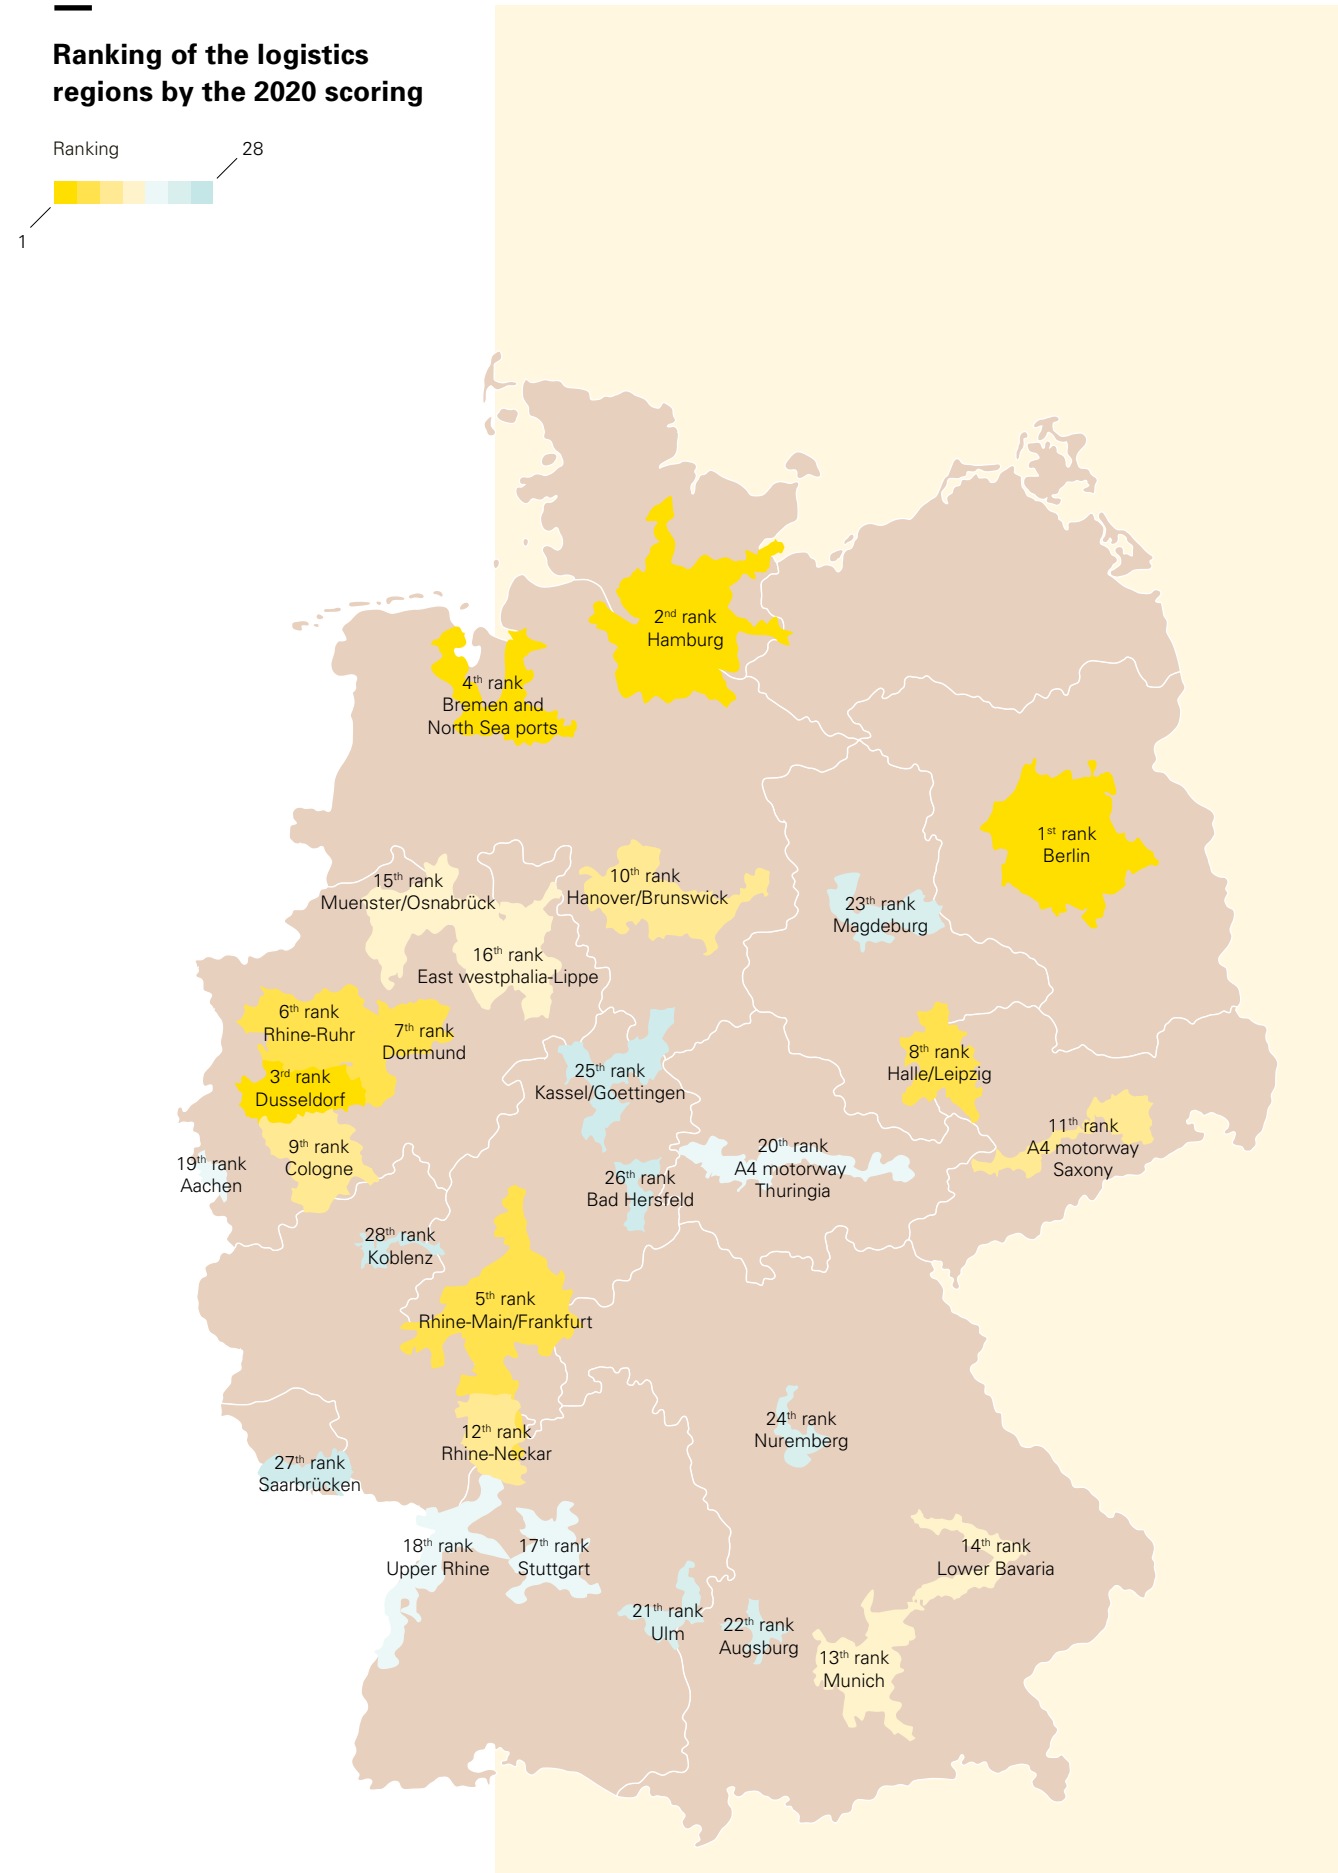 Ranking of the logistics
regions by the 2020 scoring
Ranking
28
1
2nd rank
Hamburg
4th rank
Bremen and
North Sea ports
1st rank
Berlin
15th rank
Muenster/Osnabrück
10th rank
Hanover/Brunswick
23th rank
Magdeburg
16th rank
East westphalia-Lippe
6th rank
Rhine-Ruhr
7th rank
Dortmund
3rd rank
Dusseldorf
25th rank
Kassel/Goettingen
8th rank
Halle/Leipzig
11th rank
A4 motorway
Saxony
9th rank
Cologne
19th rank
Aachen
20th rank
A4 motorway
Thuringia
26th rank
Bad Hersfeld
28th rank
Koblenz
5th rank
Rhine-Main/Frankfurt
12th rank
Rhine-Neckar
24th rank
Nuremberg
27th rank
Saarbrücken
18th rank
Upper Rhine
17th rank
Stuttgart
14th rank
Lower Bavaria
21th rank
Ulm
22th rank
Augsburg
13th rank
Munich